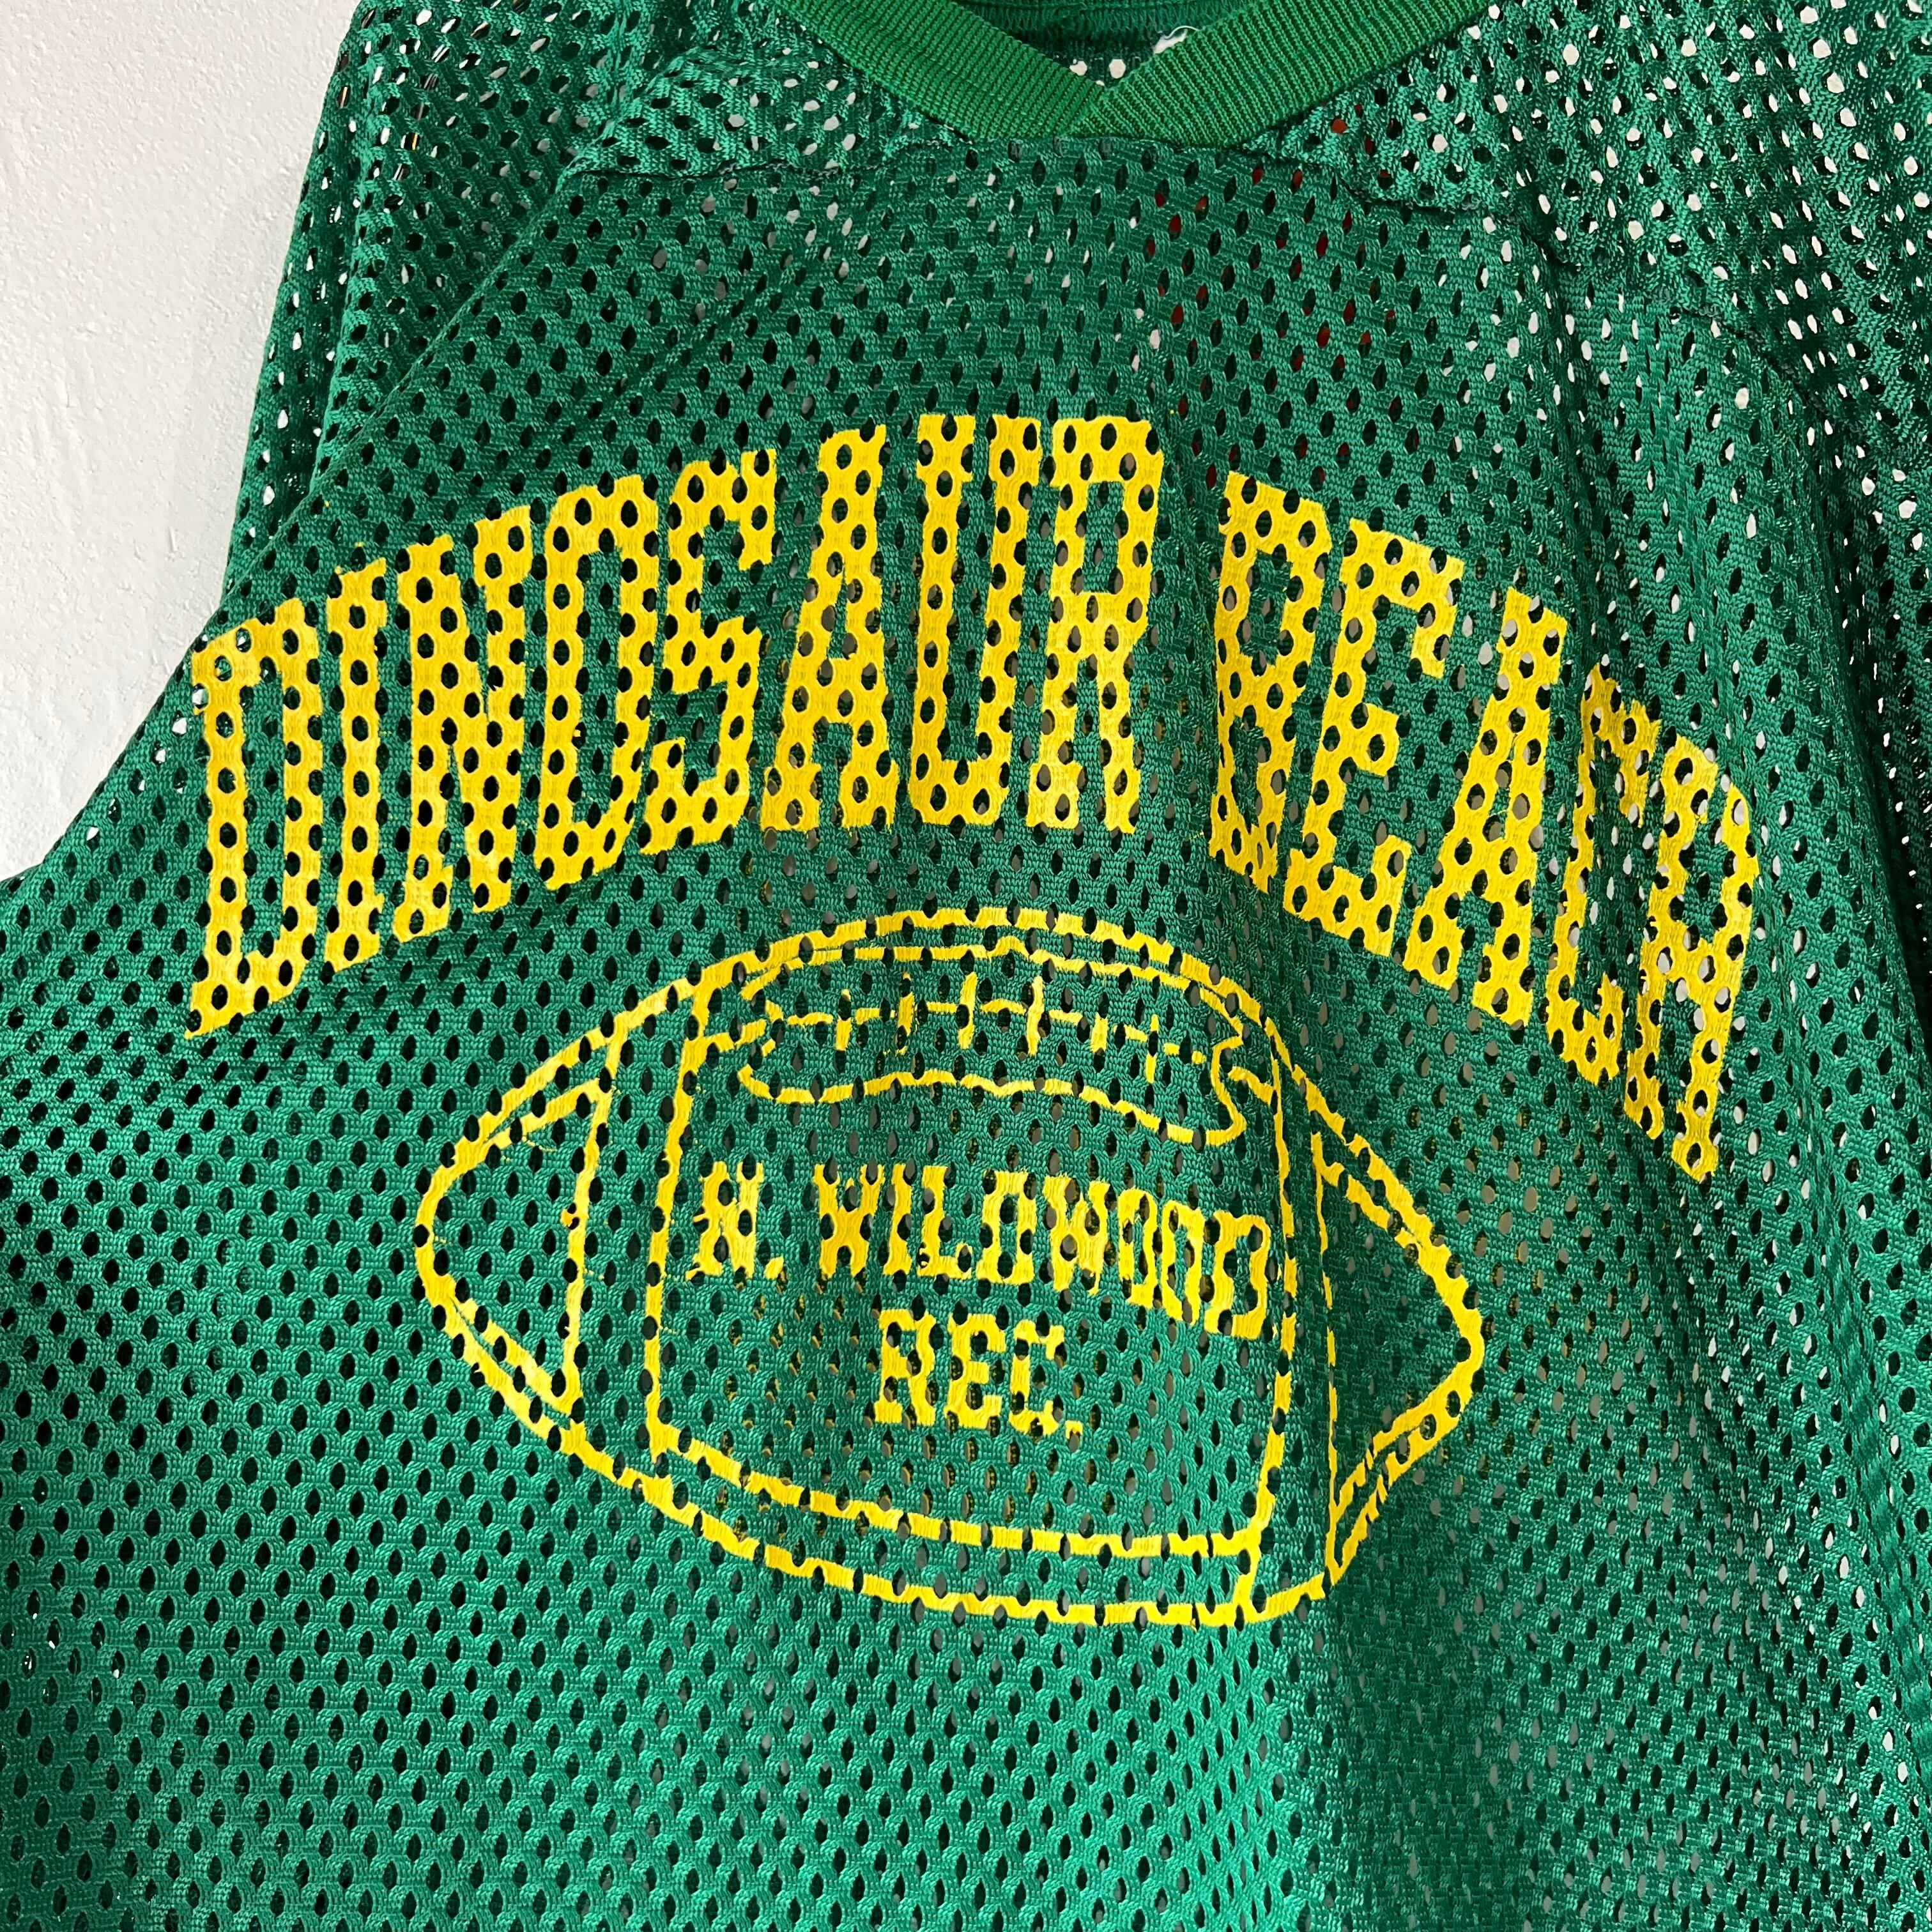 DINOSAUR BEACH
N. WILDWOOD
REC.